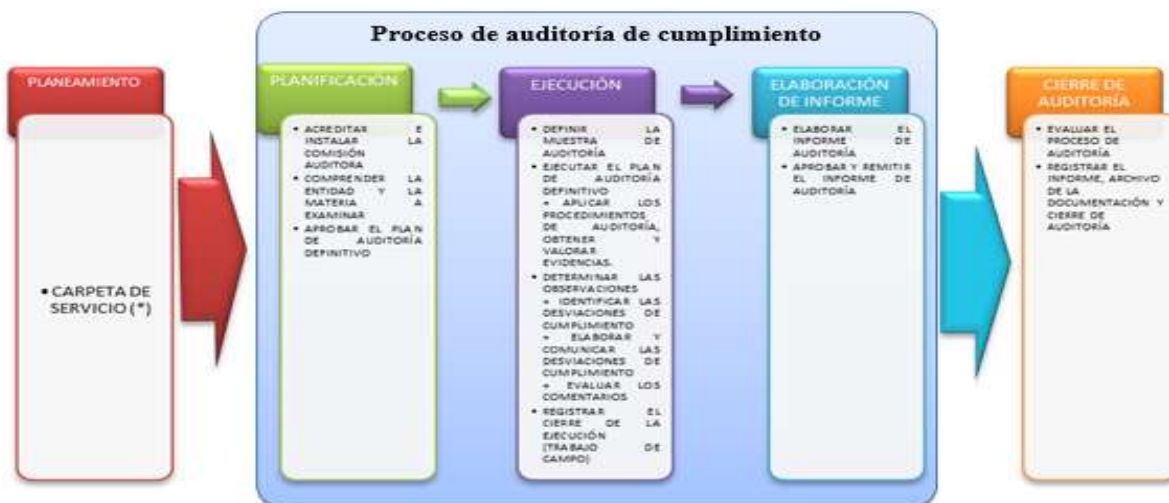 Proceso de auditoría de cumplimiento
PLANEAMIENTO
• CARPETA DE
SERVICIO (*)
PLANIFICACIÓN
• ACREDITAR E
INSTALAR LA
COMISIÓN
AUDITORA
• COMPRENDER LA
ENTIDAD Y LA
MATERIA A
EXAMINAR
• APROBAR EL PLAN
DE AUDITORÍA
DEFINITIVO
EJECUCIÓN
• DEFINIR LA
MUESTRA DE
AUDITORÍA
• EJECUTAR EL PLAN
DE AUDITORÍA
DEFINITIVO
+ APLICAR LOS
PROCEDIMIENTOS
DE AUDITORÍA,
OBTENER Y
VALORAR
EVIDENCIAS.
• DETERMINAR LAS
OBSERVACIONES
+ IDENTIFICAR LAS
DESVIACIONES DE
CUMPLIMIENTO
+ ELABORAR Y
COMUNICAR LAS
DESVIACIONES DE
CUMPLIMIENTO
+ EVALUAR LOS
COMENTARIOS
• REGISTRAR EL
CIERRE DE LA
EJECUCIÓN
(TRABAJO DE
CAMPO)
ELABORACIÓN
DE INFORME
• ELABORAR EL
INFORME DE
AUDITORÍA
• APROBAR Y REMITIR
EL INFORME DE
AUDITORÍA
CIERRE DE
AUDITORÍA
• EVALUAR EL
PROCESO DE
AUDITORÍA
• REGISTRAR EL
INFORME, ARCHIVO
DE LA
DOCUMENTACIÓN Y
CIERRE DE
AUDITORÍA